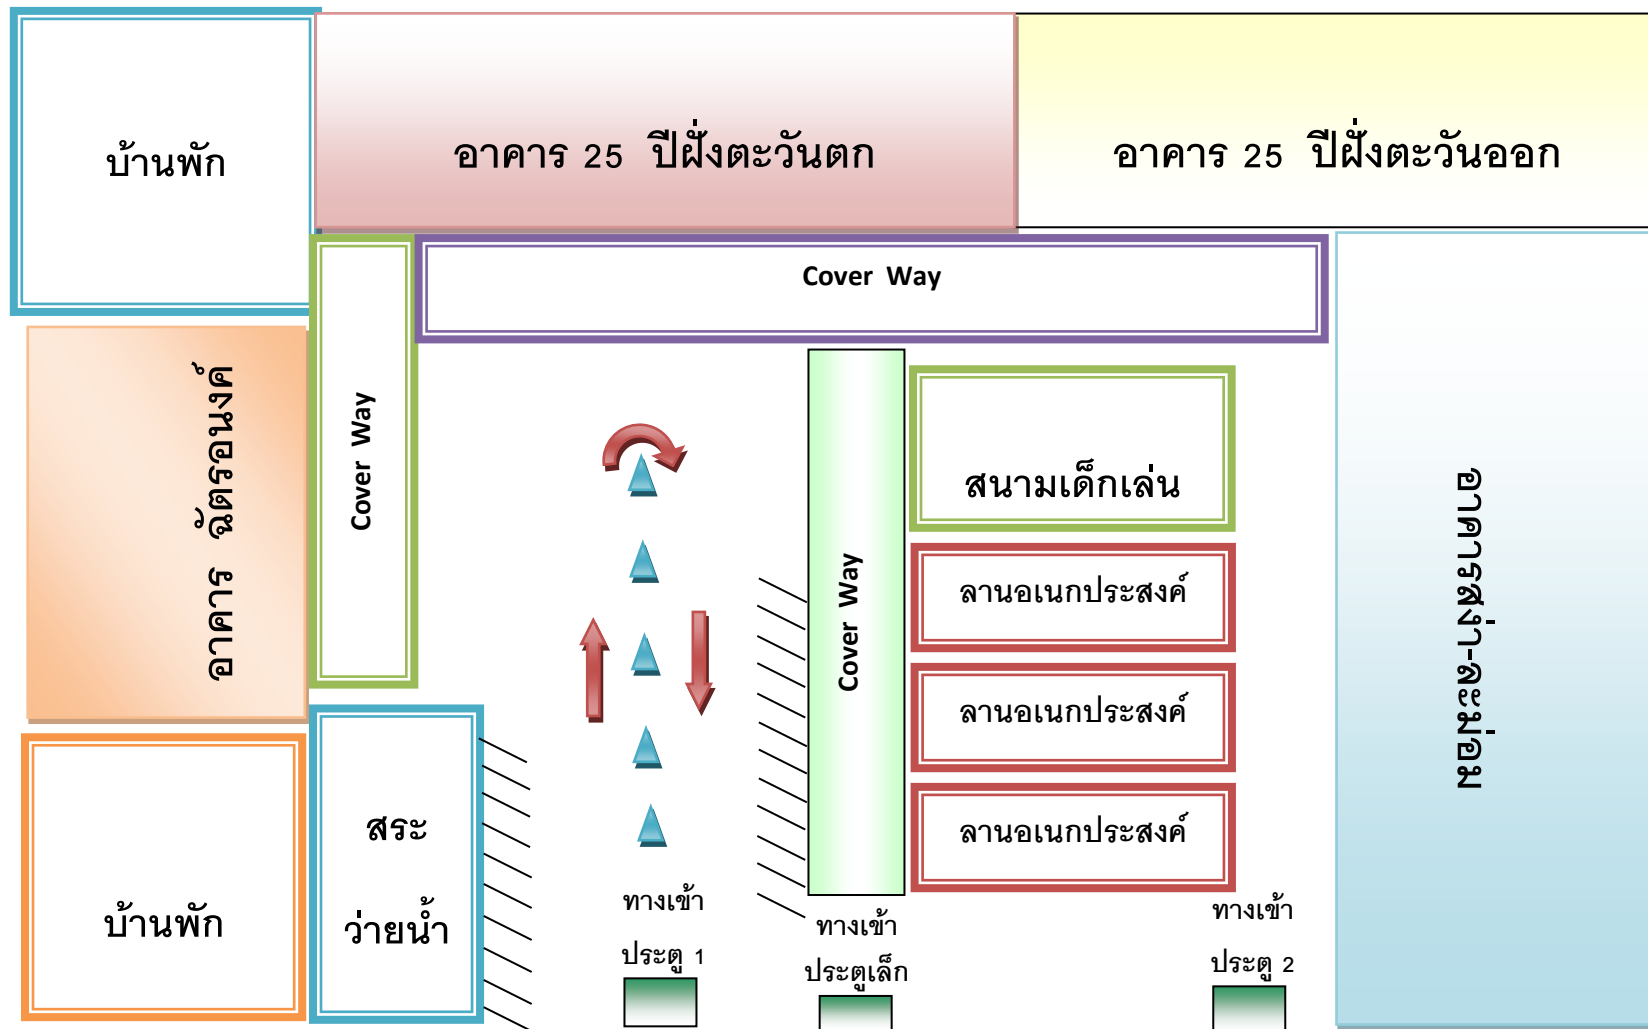 บ้านพัก
อาคาร 25 ปีฝั่งตะวันตก
อาคาร 25 ปีฝั่งตะวันออก
Cover Way
อาคาร ฉัตรอนงค์
Cover Way
Cover Way
สนามเด็กเล่น
ลานอเนกประสงค์
ลานอเนกประสงค์
ลานอเนกประสงค์
อาคารสง่า-ละม่อม
บ้านพัก
สระ
ว่ายน้ำ
ทางเข้า
ประตู 1
ทางเข้า
ประตูเล็ก
ทางเข้า
ประตู 2